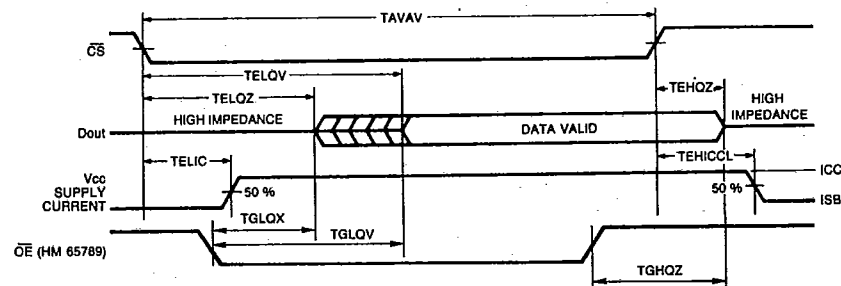 TAVAV
CS
TELQV
TELQZ
TEHQZ
HIGH IMPEDANCE
HIGH
IMPEDANCE
Dout
DATA VALID
TELIC
TEHICCL
Vcc
SUPPLY
CURRENT
50 %
50 %
ICC
ISB
TGLQX
TGLQV
OE (HM 65789)
TGHQZ